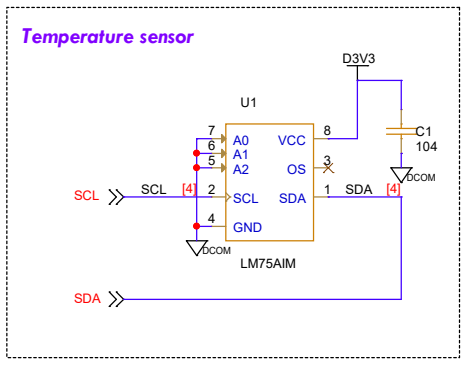 Temperature sensor
D3V3
U1
7 A0 VCC 8
6 A1
5 A2 OS 3
C1
104
DCOM
SCL SCL [4] 2 SCL SDA 1 SDA [4]
4 GND
DCOM
LM75AIM
SDA